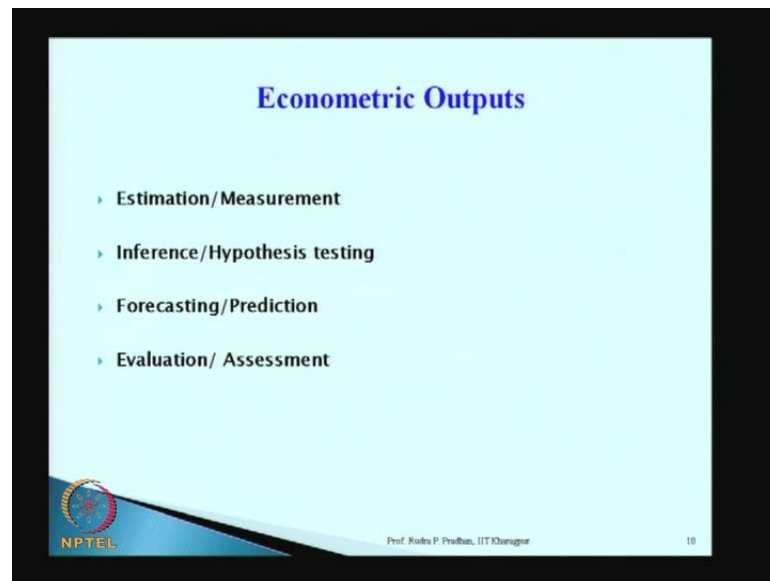 Econometric Outputs
Estimation/Measurement
Inference/Hypothesis testing
Forecasting/Prediction
Evaluation/ Assessment
NPTEL
Prof. Rudra P. Pradhan, IIT Kharagpur
10